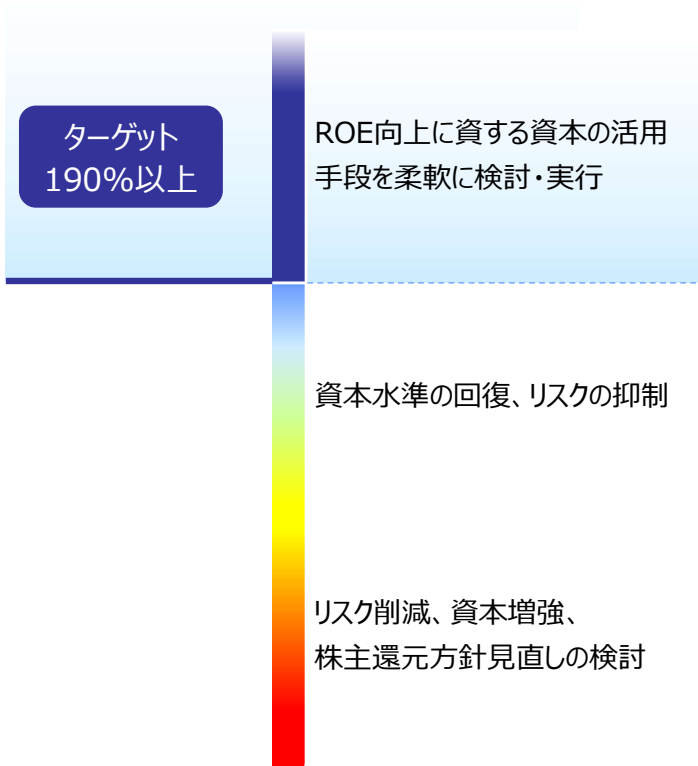 ターゲット
190%以上
ROE向上に資する資本の活用
手段を柔軟に検討・実行
資本水準の回復、リスクの抑制
リスク削減、資本増強、
株主還元方針見直しの検討